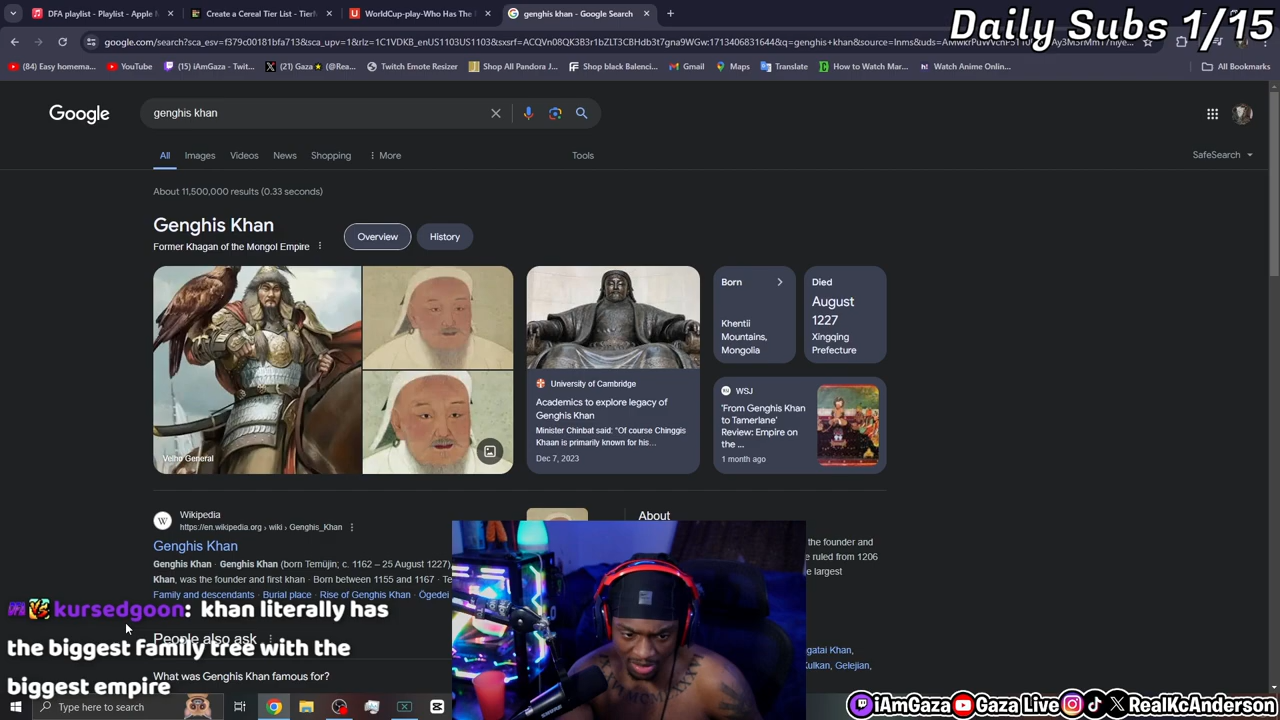 DFA playlist - Playlist - Apple M
Create a Cereal Tier List - TierM
WorldCup-play-Who Has The
genghis khan - Google Search
Daily Subs 1/15
(84) Easy homema...
YouTube
(15) iAmGaza - Twit...
(21) Gaza (@Rea...
Twitch Emote Resizer
Shop All Pandora J...
Shop black Balenci...
Gmail
Maps
Translate
How to Watch Mar...
Watch Anime Onlin...
All Bookmarks
Google
genghis khan
All Images Videos News Shopping More Tools
SafeSearch
About 11,500,000 results (0.33 seconds)
Genghis Khan
Former Khagan of the Mongol Empire
Overview
History
Velho General
University of Cambridge
Academics to explore legacy of
Genghis Khan
Minister Chinbat said: "Of course Chinggis
Khaan is primarily known for his...
Dec 7, 2023
Born
Khentii
Mountains,
Mongolia
Died
August
1227
Xingqing
Prefecture
WSJ
'From Genghis Khan
to Tamerlane'
Review: Empire on
the ...
1 month ago
Wikipedia
https://en.wikipedia.org › wiki › Genghis_Khan
Genghis Khan
Genghis Khan · Genghis Khan (born Temüjin; c. 1162 – 25 August 1227)
Khan, was the founder and first khan · Born between 1155 and 1167 · Te
Family and descendants · Burial place · Rise of Genghis Khan · Ögedei
About
the founder and
ruled from 1206
largest
gatai Khan,
Kulkan, Gelejian,
kursedgoon: khan literally has
the biggest family tree with the
biggest empire
People also ask
What was Genghis Khan famous for?
Type here to search
iAmGaza Gaza Live RealKcAnderson